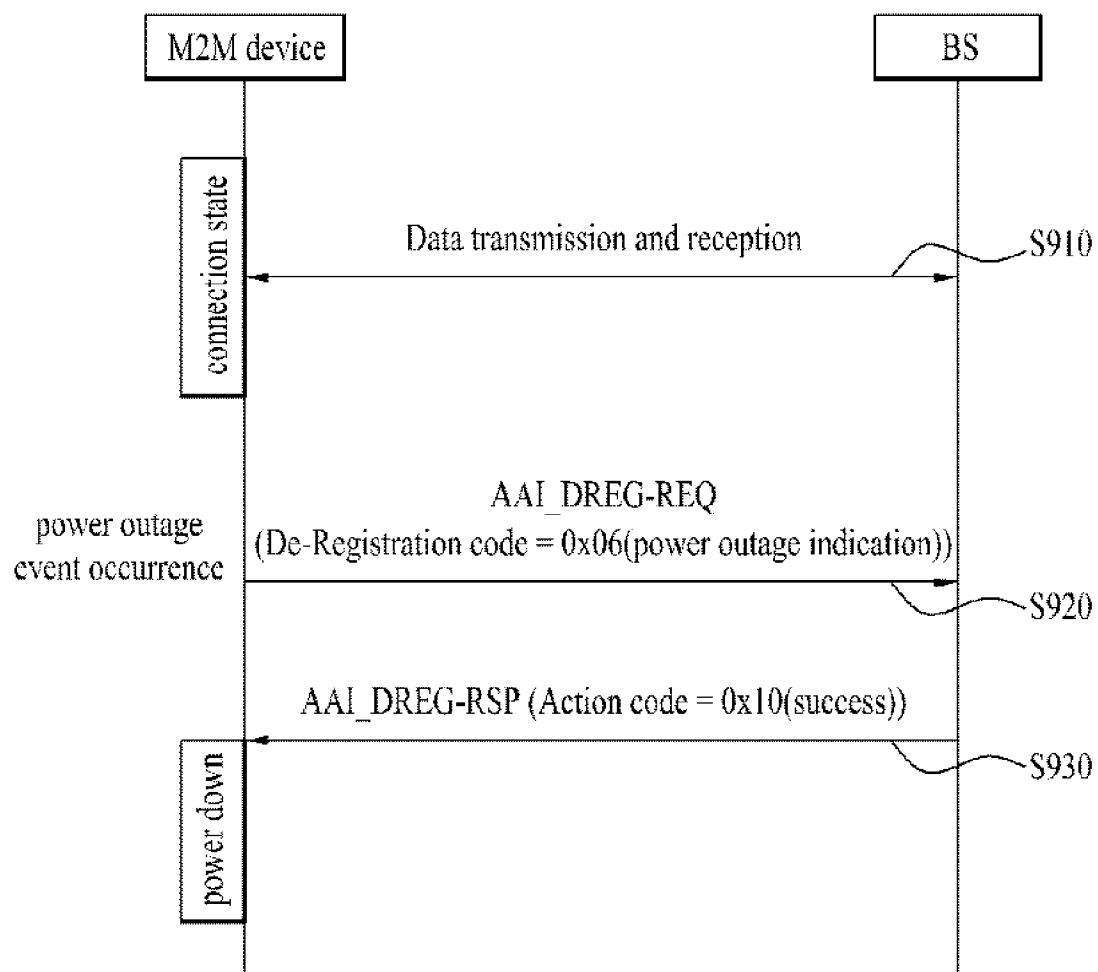 M2M device
BS
connection state
Data transmission and reception
S910
power outage
event occurrence
AAI_DREG-REQ
(De-Registration code = 0x06(power outage indication))
S920
AAI_DREG-RSP (Action code = 0x10(success))
S930
power down